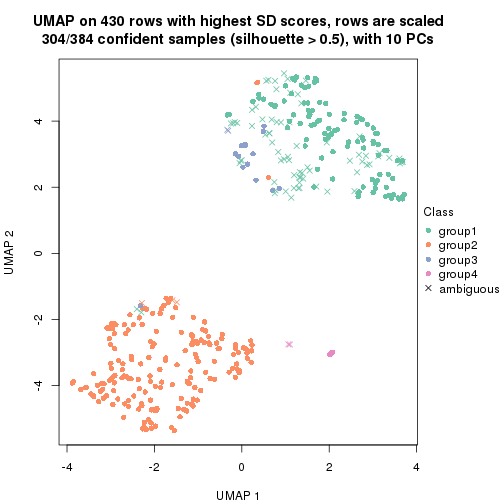 UMAP on 430 rows with highest SD scores, rows are scaled
304/384 confident samples (silhouette > 0.5), with 10 PCs
4
2
0
-2
-4
UMAP 2
-4
-2
0
2
4
UMAP 1
Class
group1
group2
group3
group4
ambiguous